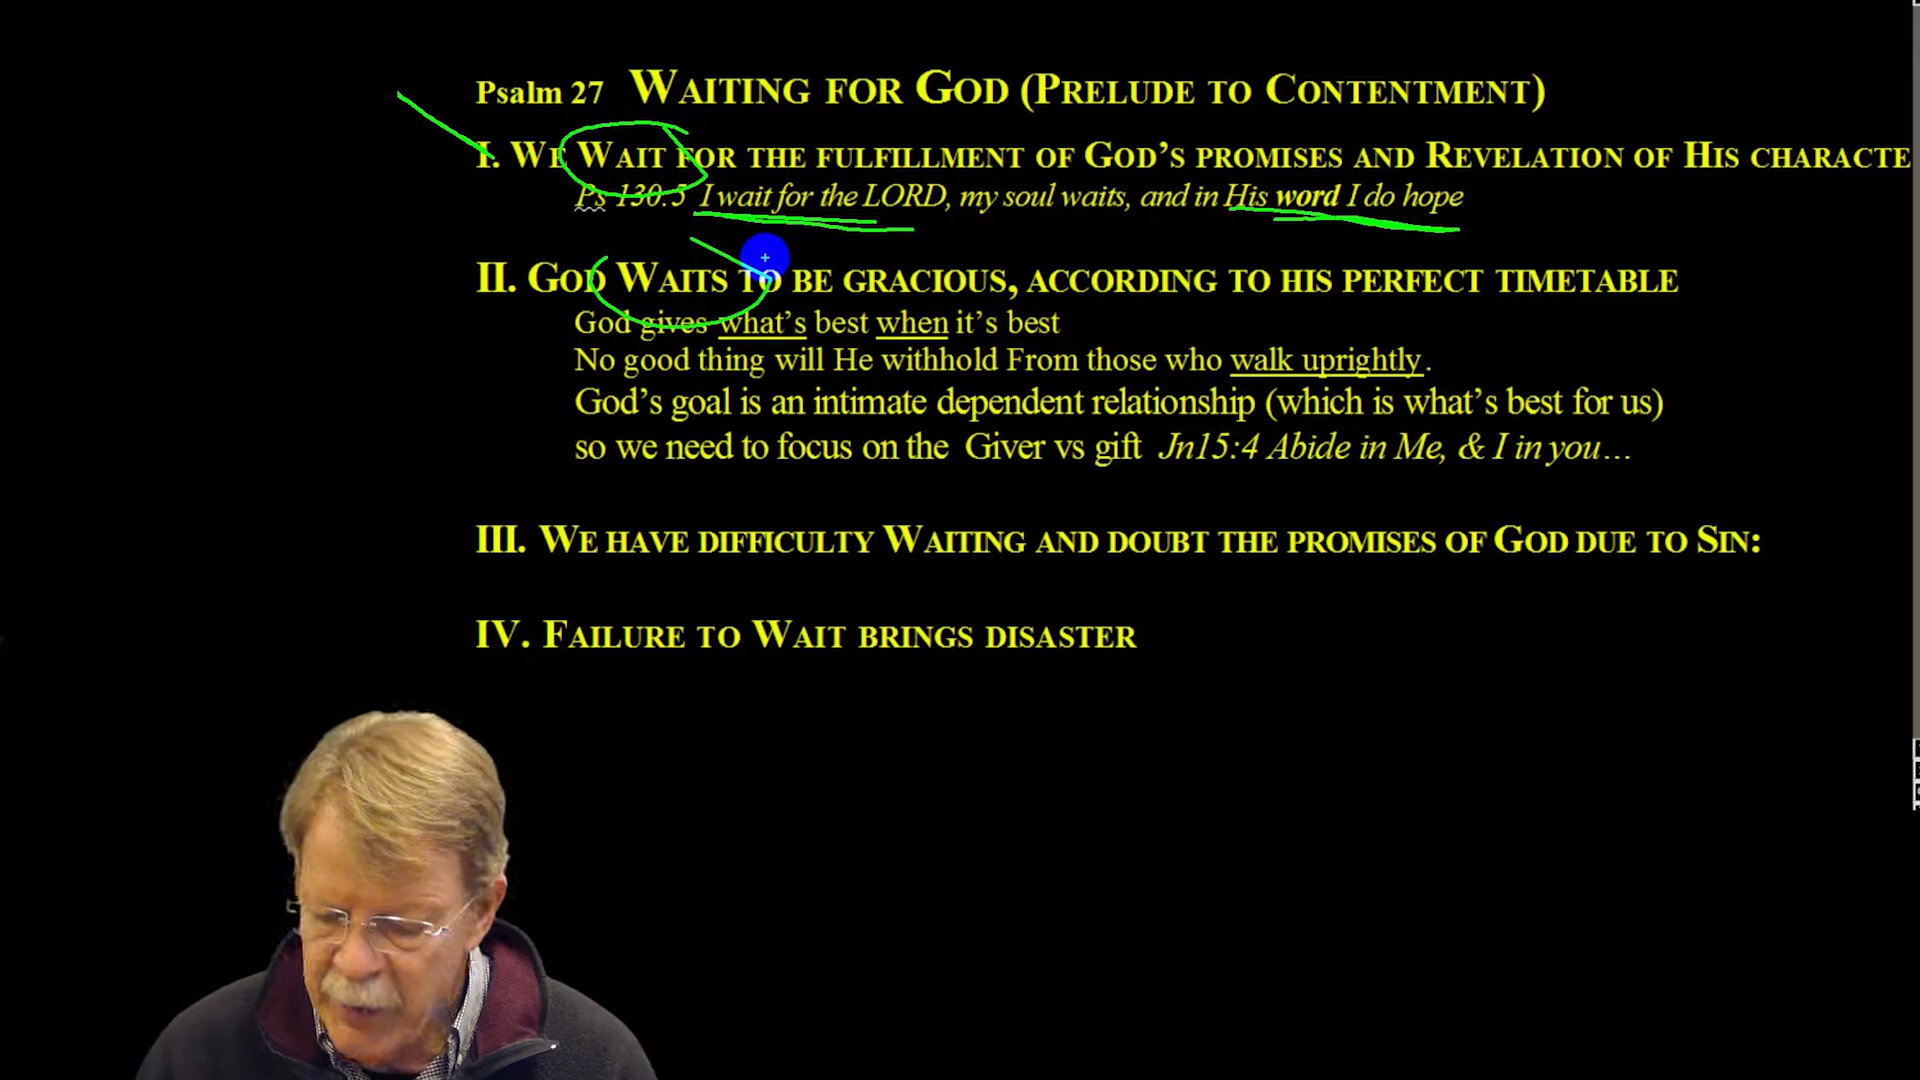 Psalm 27 WAITING FOR GOD (PRELUDE TO CONTENTMENT)
I. WE WAIT FOR THE FULFILLMENT OF GOD'S PROMISES AND REVELATION OF HIS CHARACTE
Ps 130:5 I wait for the LORD, my soul waits, and in His word I do hope
II. GOD WAITS TO BE GRACIOUS, ACCORDING TO HIS PERFECT TIMETABLE
God gives what's best when it's best
No good thing will He withhold From those who walk uprightly.
God's goal is an intimate dependent relationship (which is what's best for us)
so we need to focus on the Giver vs gift Jn15:4 Abide in Me, & I in you…
III. WE HAVE DIFFICULTY WAITING AND DOUBT THE PROMISES OF GOD DUE TO SIN:
IV. FAILURE TO WAIT BRINGS DISASTER